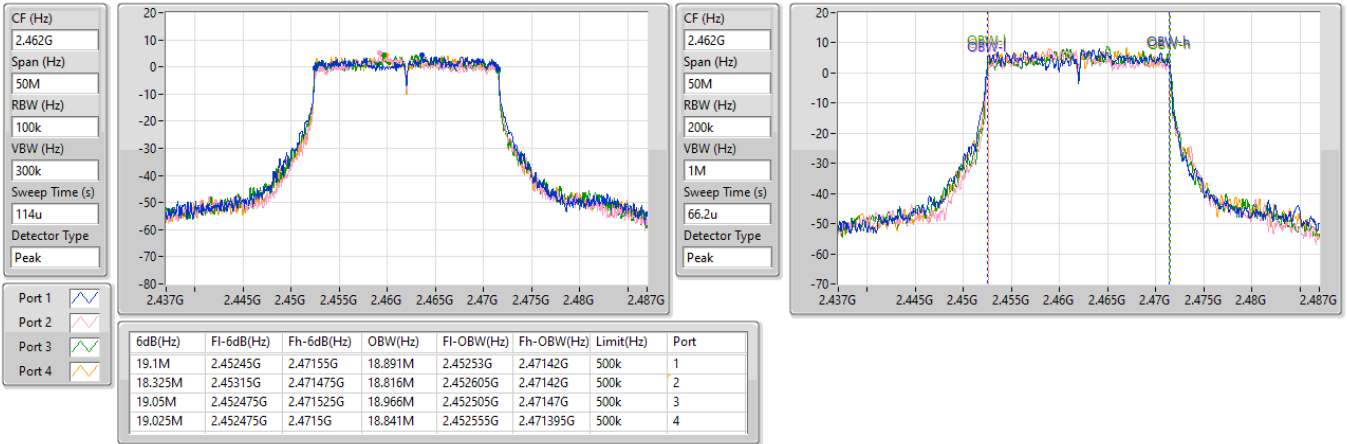 CF (Hz)
2.462G
Span (Hz)
50M
RBW (Hz)
100k
VBW (Hz)
300k
Sweep Time (s)
114u
Detector Type
Peak
20
10
0
-10
-20
-30
-40
-50
-60
-70
-80
2.437G 2.445G 2.45G 2.455G 2.46G 2.465G 2.47G 2.475G 2.48G 2.487G
CF (Hz)
2.462G
Span (Hz)
50M
RBW (Hz)
200k
VBW (Hz)
1M
Sweep Time (s)
66.2u
Detector Type
Peak
20
10
0
-10
-20
-30
-40
-50
-60
-70
OBW-l OBW-h
2.437G 2.445G 2.45G 2.455G 2.46G 2.465G 2.47G 2.475G 2.48G 2.487G
Port 1
Port 2
Port 3
Port 4
6dB(Hz) Fl-6dB(Hz) Fh-6dB(Hz) OBW(Hz) Fl-OBW(Hz) Fh-OBW(Hz) Limit(Hz) Port
19.1M 2.45245G 2.47155G 18.891M 2.45253G 2.47142G 500k 1
18.325M 2.45315G 2.471475G 18.816M 2.452605G 2.47142G 500k 2
19.05M 2.452475G 2.471525G 18.966M 2.452505G 2.47147G 500k 3
19.025M 2.452475G 2.4715G 18.841M 2.452555G 2.471395G 500k 4